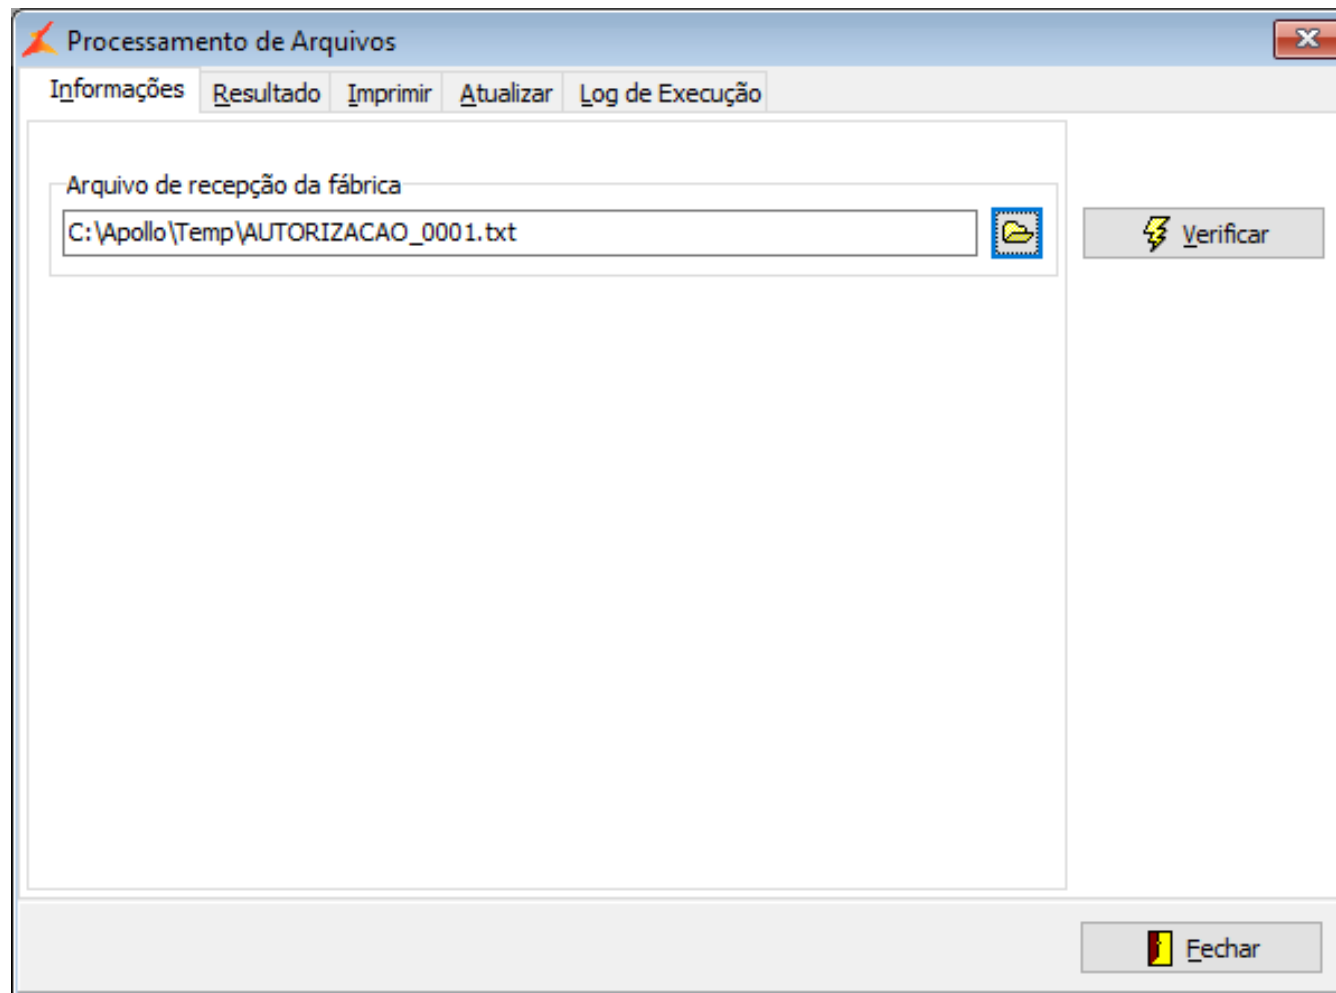 Processamento de Arquivos
Informações Resultado Imprimir Atualizar Log de Execução
Arquivo de recepção da fábrica
C:\Apollo\Temp\AUTORIZACAO_0001.txt
Verificar
Fechar